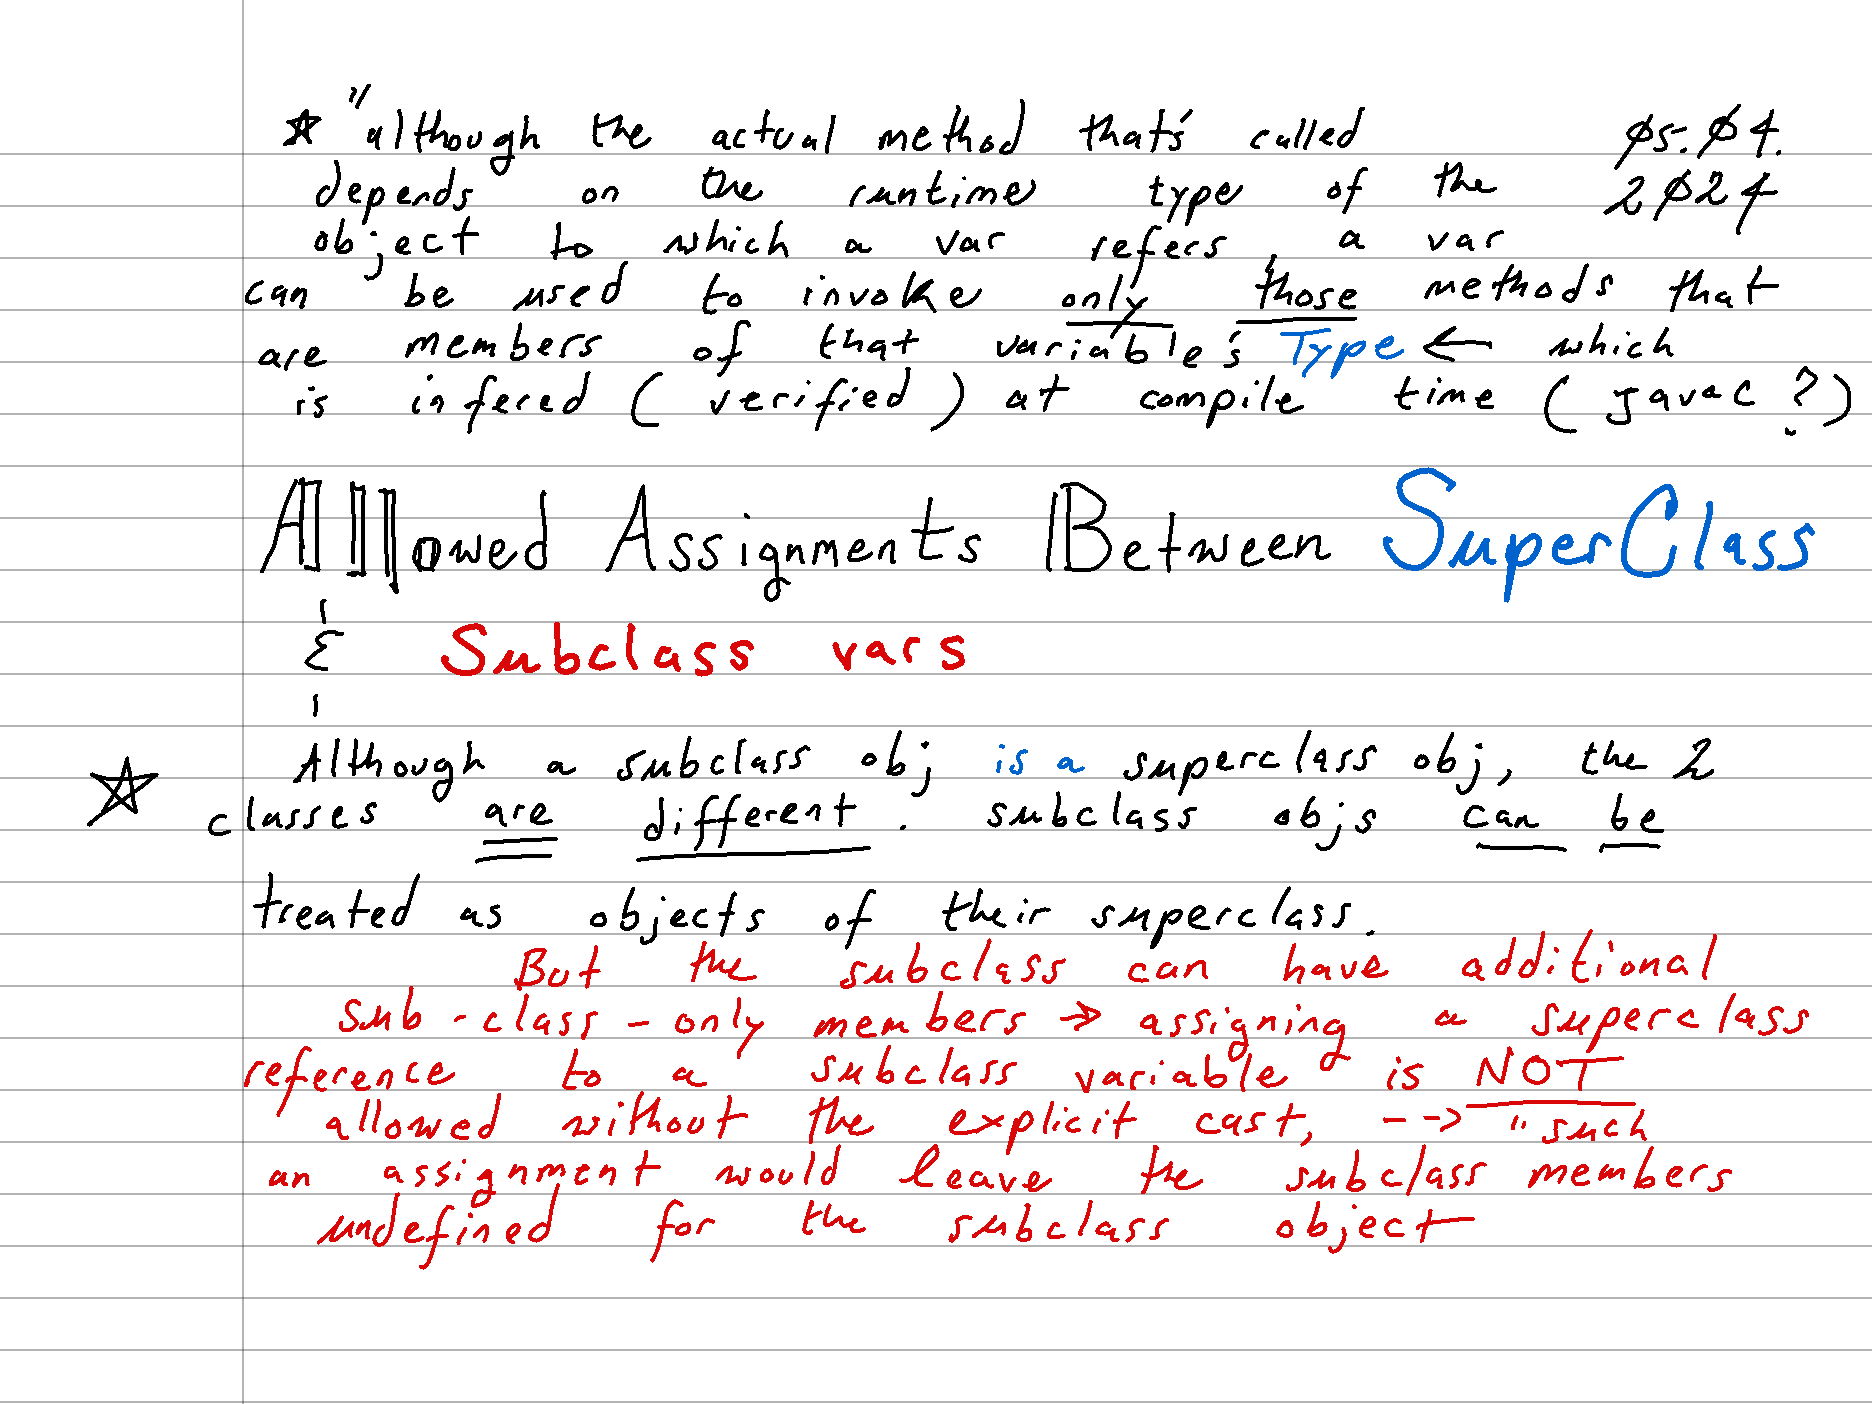 ☆ "although the actual method that's called 05.04.
depends on the runtime type of the 2024
object to which a var refers, a var
can be used to invoke only those methods that
are members of that variable's Type ← which
is infered (verified) at compile time (javac ?)
Allowed Assignments Between SuperClass
&
Subclass vars
Although a subclass obj is a superclass obj, the 2
☆ classes are different. subclass objs can be
treated as objects of their superclass.
But the subclass can have additional
sub-class-only members → assigning a superclass
reference to a subclass variable is NOT
allowed without the explicit cast, --> "such
an assignment would leave the subclass members
undefined for the subclass object